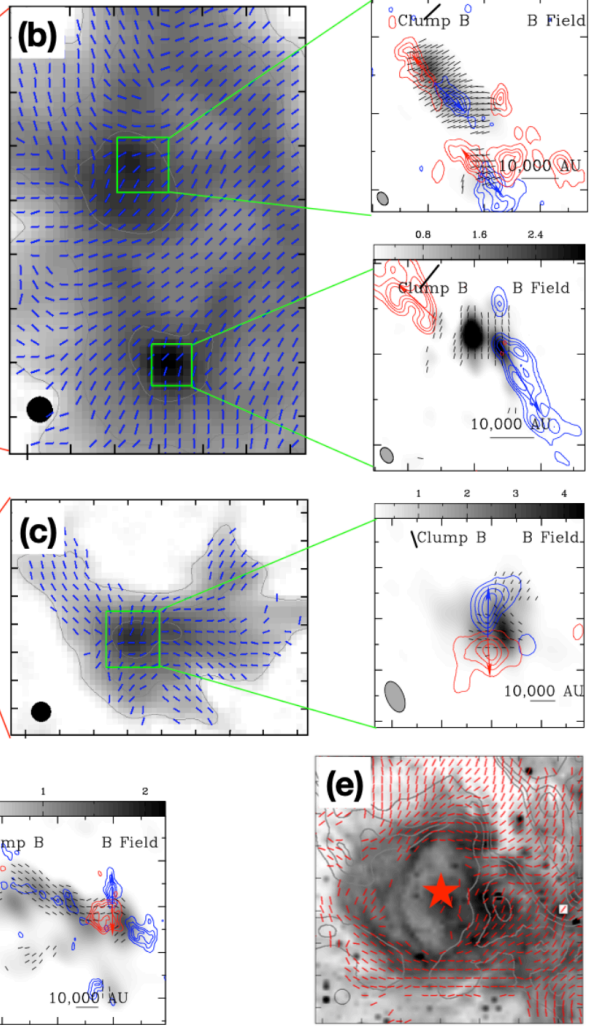 (b)
Clump B B Field
10,000 AU
0.8 1.6 2.4
Clump B B Field
10,000 AU
(c)
1 2 3 4
Clump B B Field
10,000 AU
1 2
mp B B Field
10,000 AU
(e)